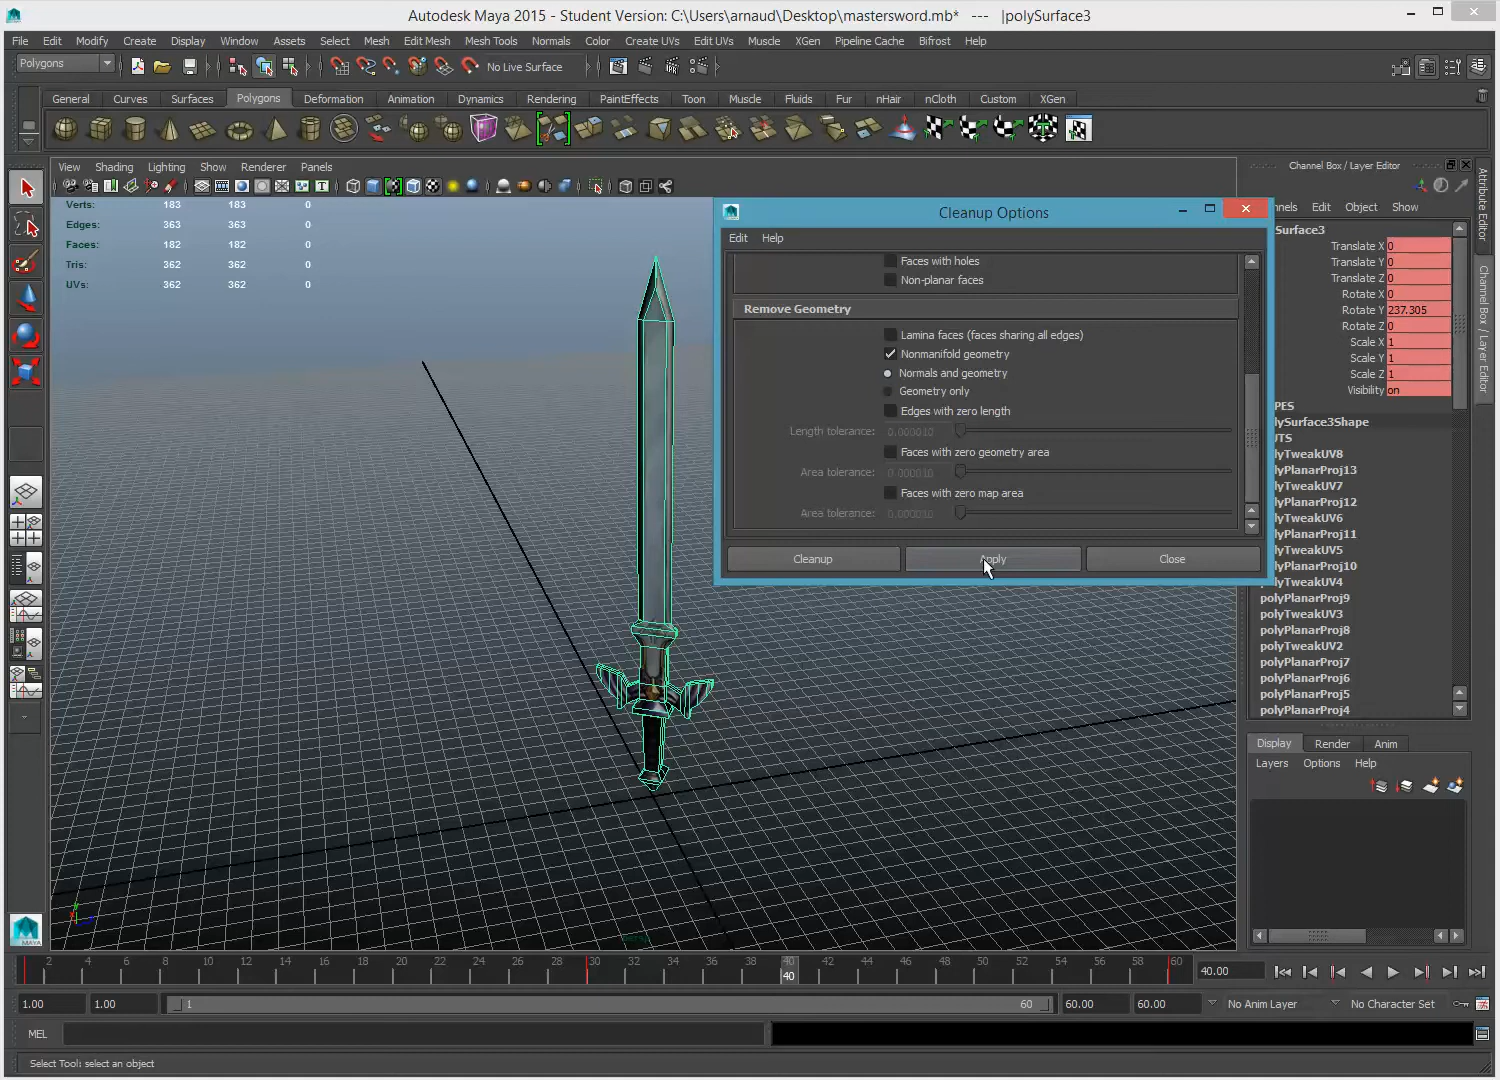 Autodesk Maya 2015 - Student Version: C:\Users\arnaud\Desktop\mastersword.mb* --- |polySurface3
File Edit Modify Create Display Window Assets Select Mesh Edit Mesh Mesh Tools Normals Color Create UVs Edit UVs Muscle XGen Pipeline Cache Bifrost Help
Polygons No Live Surface
General Curves Surfaces Polygons Deformation Animation Dynamics Rendering PaintEffects Toon Muscle Fluids Fur nHair nCloth Custom XGen
View Shading Lighting Show Renderer Panels
Channel Box / Layer Editor
Verts: 183 183 0
Edges: 363 363 0
Faces: 182 182 0
Tris: 362 362 0
UVs: 362 362 0
Cleanup Options
Edit Help
Faces with holes
Non-planar faces
Remove Geometry
Lamina faces (faces sharing all edges)
Nonmanifold geometry
Normals and geometry
Geometry only
Edges with zero length
Length tolerance: 0.000010
Faces with zero geometry area
Area tolerance: 0.000010
Faces with zero map area
Area tolerance: 0.000010
Cleanup Apply Close
nnels Edit Object Show
Surface3
Translate X 0
Translate Y 0
Translate Z 0
Rotate X 0
Rotate Y 237.305
Rotate Z 0
Scale X 1
Scale Y 1
Scale Z 1
Visibility on
PES
lySurface3Shape
UTS
lyTweakUV8
lyPlanarProj13
lyTweakUV7
lyPlanarProj12
lyTweakUV6
lyPlanarProj11
lyTweakUV5
lyPlanarProj10
lyTweakUV4
polyPlanarProj9
polyTweakUV3
polyPlanarProj8
polyTweakUV2
polyPlanarProj7
polyPlanarProj6
polyPlanarProj5
polyPlanarProj4
Attribute Editor
Channel Box / Layer Editor
Display Render Anim
Layers Options Help
MAYA
2 4 6 8 10 12 14 16 18 20 22 24 26 28 30 32 34 36 38 40 42 44 46 48 50 52 54 56 58 60
40
40.00
1.00 1.00 1 60 60.00 60.00 No Anim Layer No Character Set
MEL
Select Tool: select an object